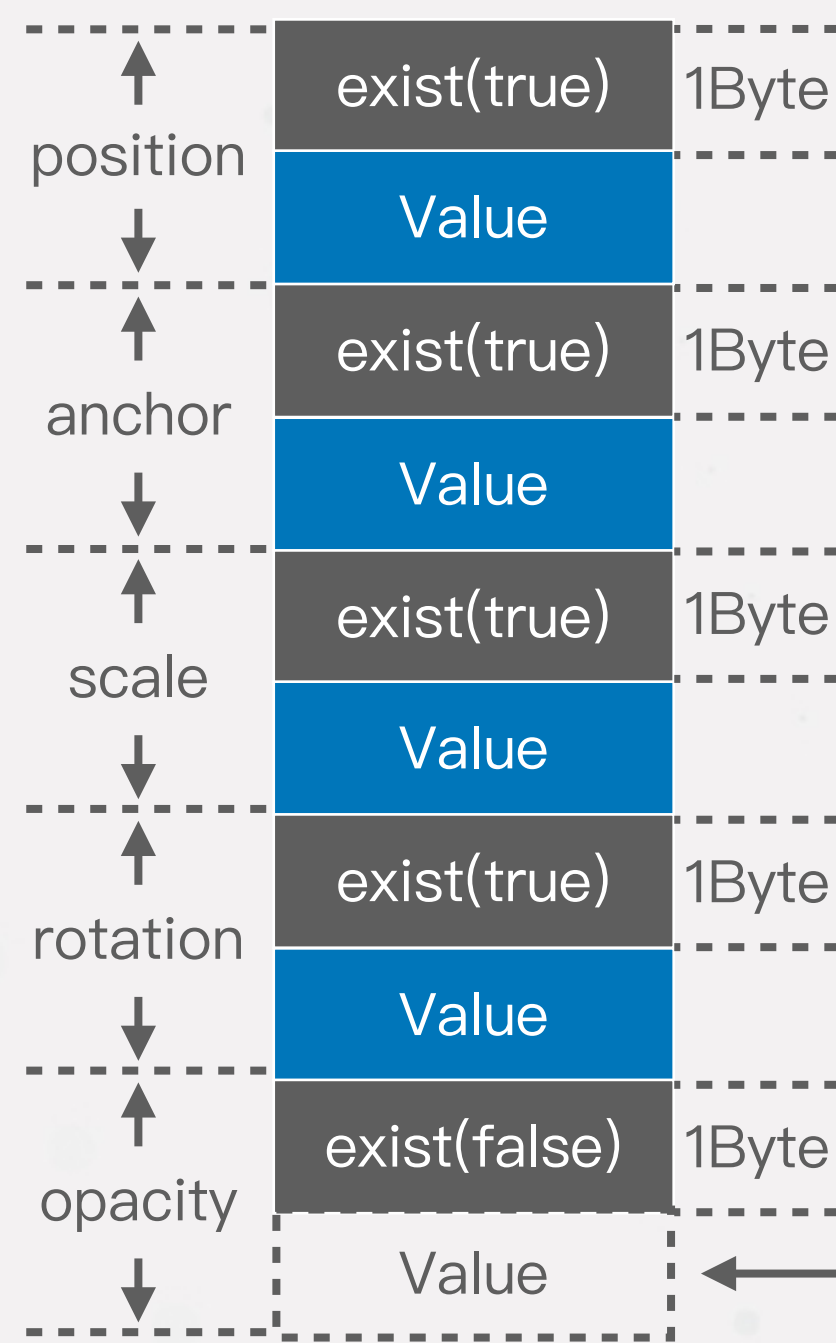 exist(true) 1Byte
position
Value
exist(true) 1Byte
anchor
Value
exist(true) 1Byte
scale
Value
exist(true) 1Byte
rotation
Value
exist(false) 1Byte
opacity
Value